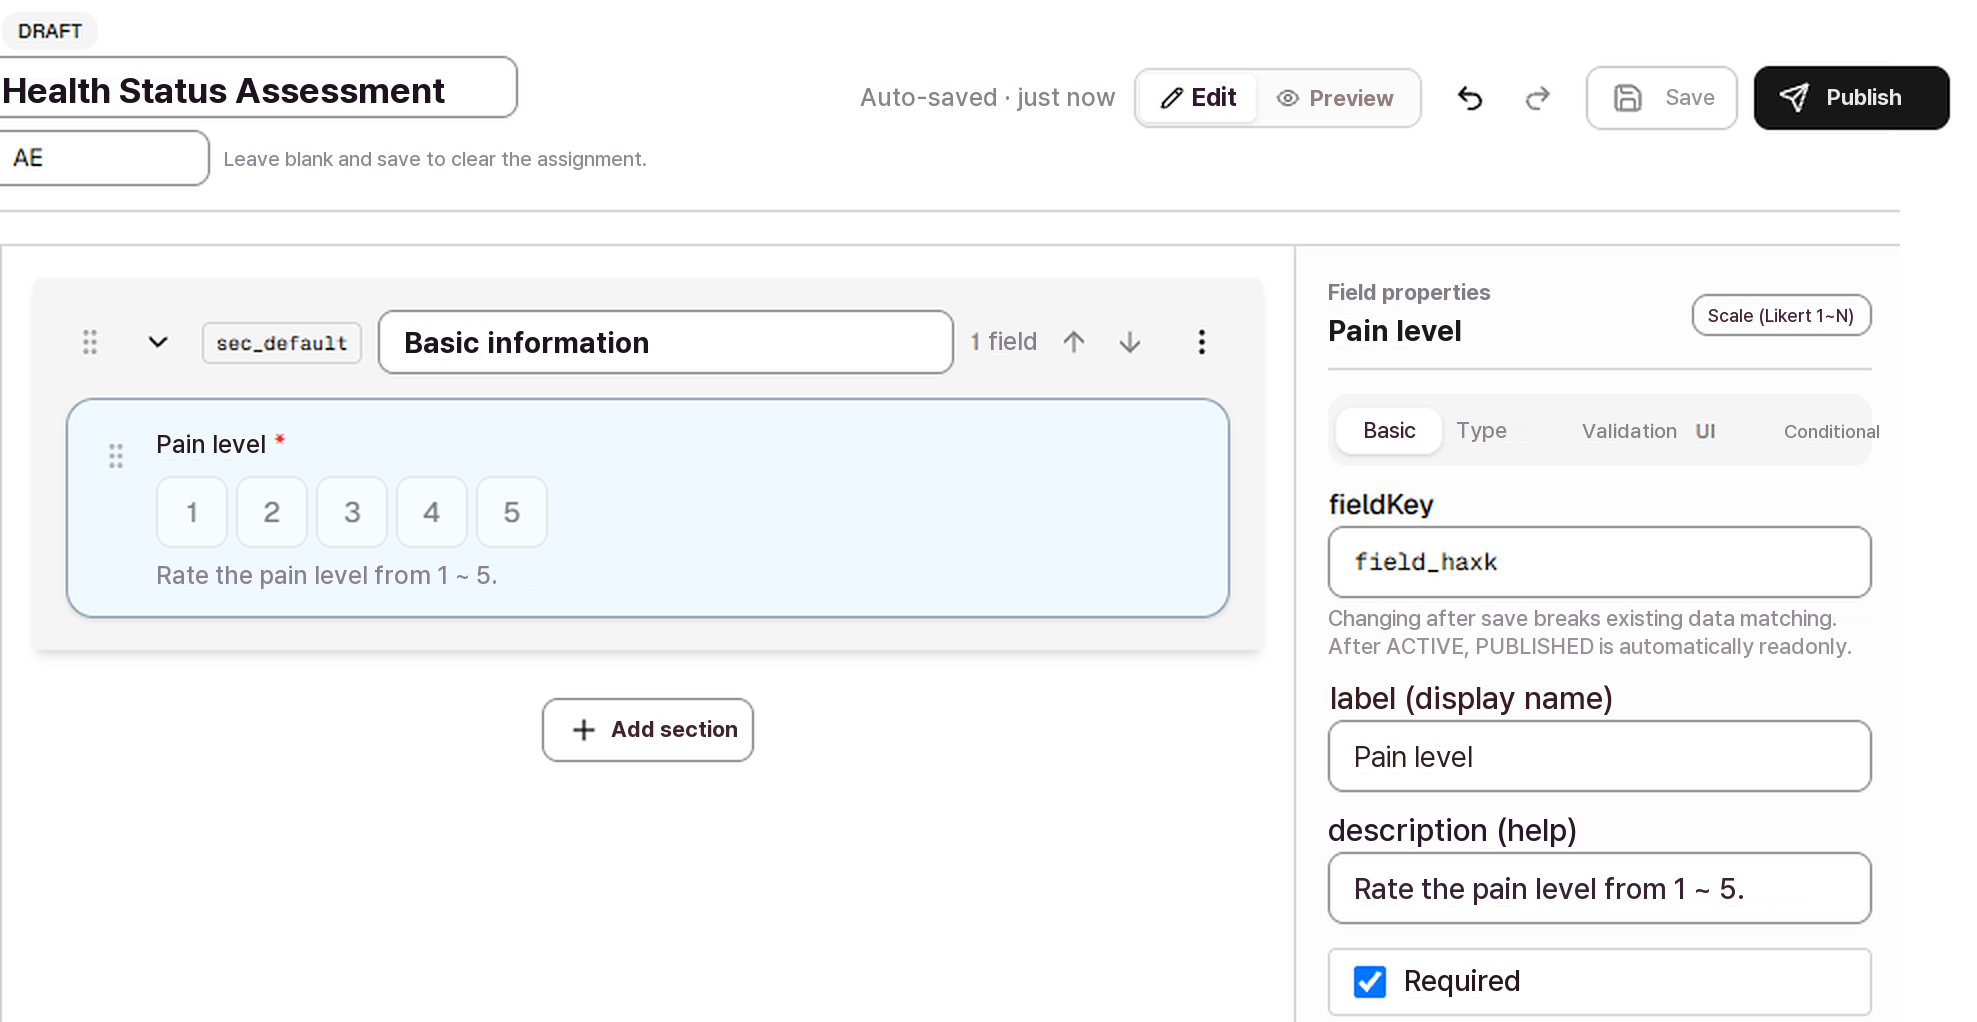 DRAFT
Health Status Assessment
Auto-saved · just now
Edit
Preview
Save
Publish
AE
Leave blank and save to clear the assignment.
sec_default
Basic information
1 field
Pain level *
1 2 3 4 5
Rate the pain level from 1 ~ 5.
Add section
Field properties
Pain level
Scale (Likert 1~N)
Basic
Type
Validation
UI
Conditional
fieldKey
field_haxk
Changing after save breaks existing data matching.
After ACTIVE, PUBLISHED is automatically readonly.
label (display name)
Pain level
description (help)
Rate the pain level from 1 ~ 5.
Required